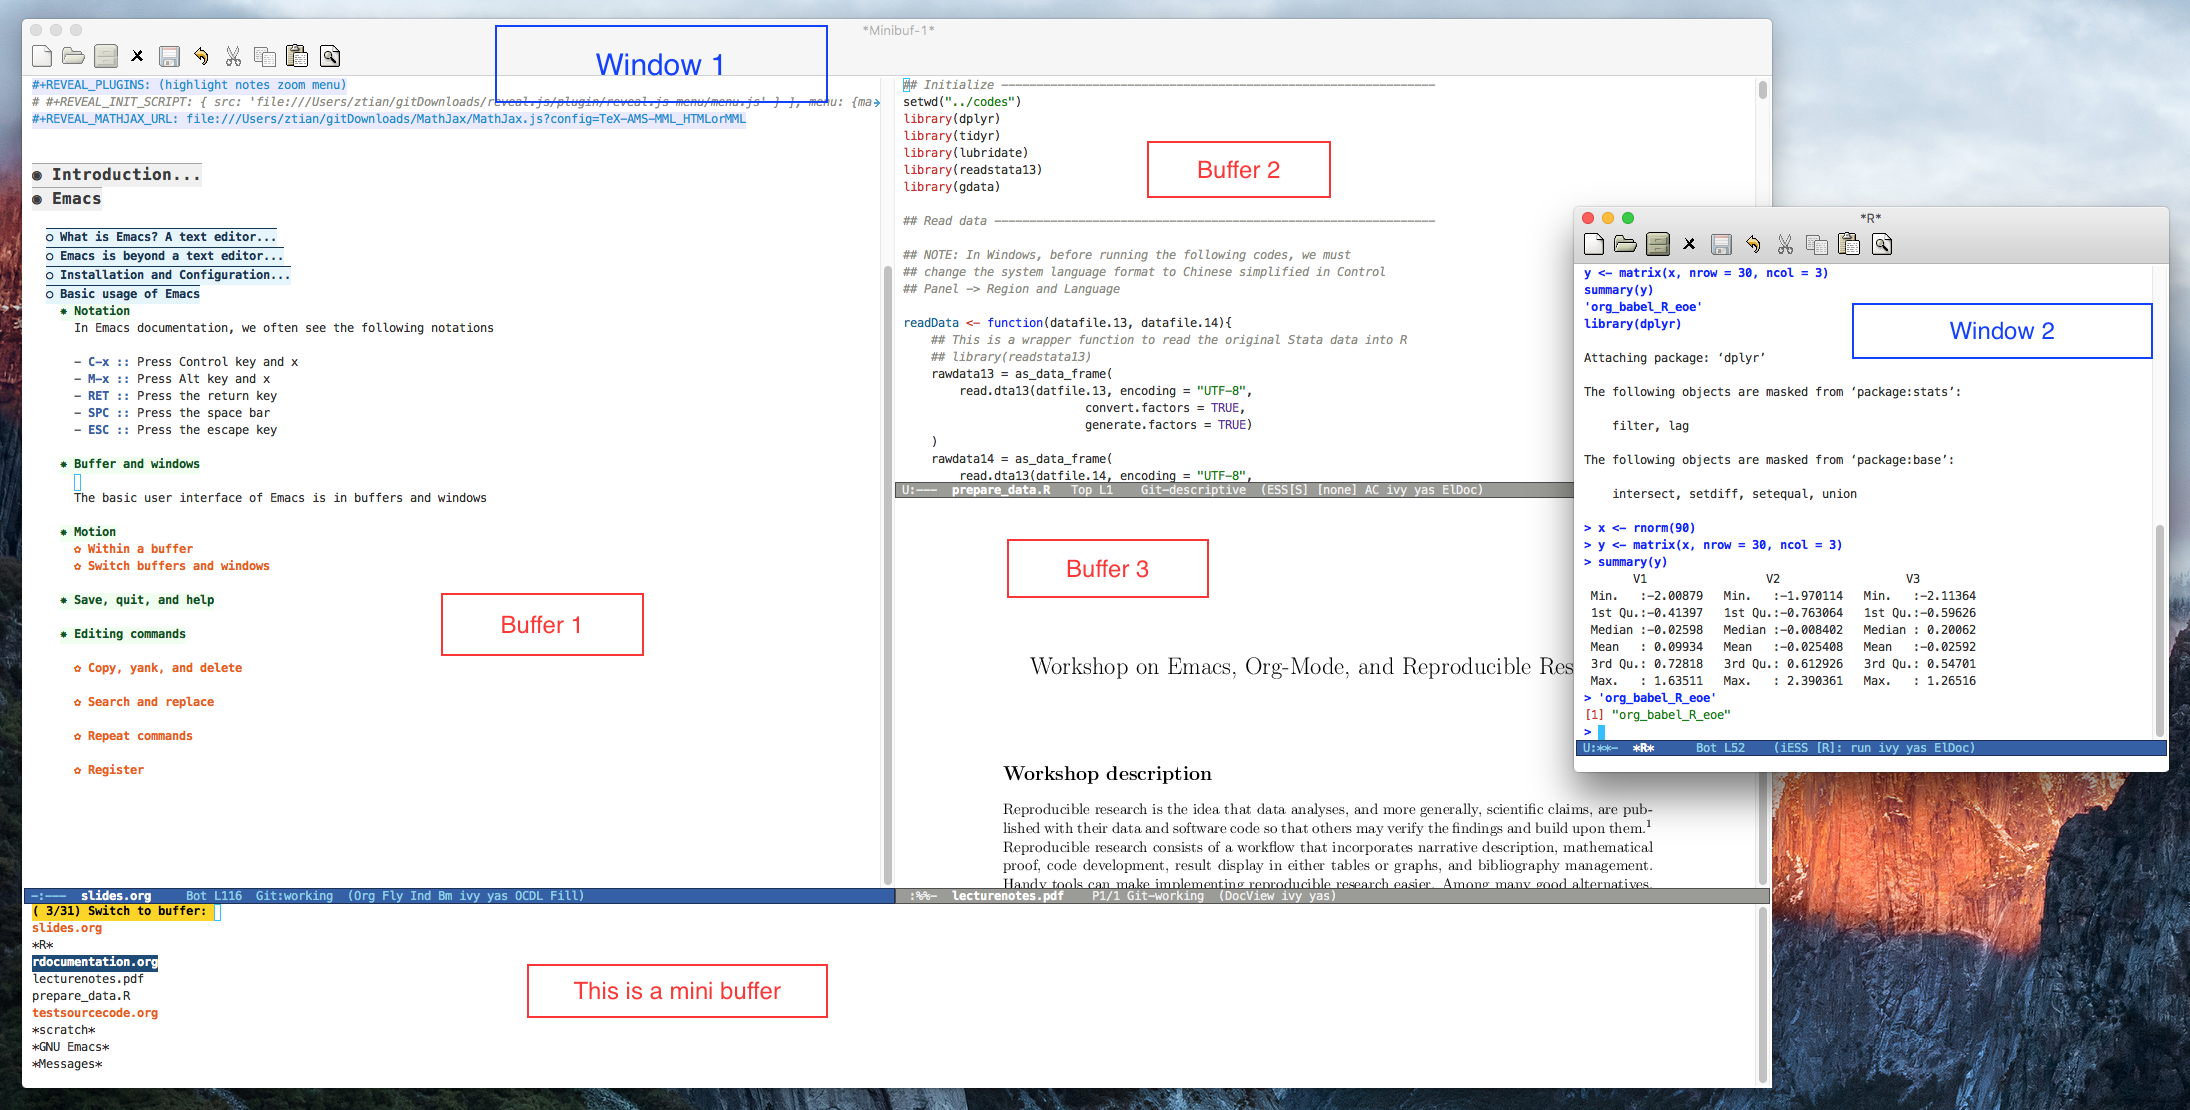 *Minibuf-1*
Window 1
#+REVEAL_PLUGINS: (highlight notes zoom menu)
# #+REVEAL_INIT_SCRIPT: { src: 'file:///Users/ztian/gitDownloads/reveal.js/plugin/reveal.js-menu/menu.js' } ], menu: {ma
#+REVEAL_MATHJAX_URL: file:///Users/ztian/gitDownloads/MathJax/MathJax.js?config=TeX-AMS-MML_HTMLorMML
◉ Introduction...
◉ Emacs
○ What is Emacs? A text editor...
○ Emacs is beyond a text editor...
○ Installation and Configuration...
○ Basic usage of Emacs
✸ Notation
In Emacs documentation, we often see the following notations
- C-x :: Press Control key and x
- M-x :: Press Alt key and x
- RET :: Press the return key
- SPC :: Press the space bar
- ESC :: Press the escape key
✸ Buffer and windows
The basic user interface of Emacs is in buffers and windows
✸ Motion
✿ Within a buffer
✿ Switch buffers and windows
✸ Save, quit, and help
✸ Editing commands
✿ Copy, yank, and delete
✿ Search and replace
✿ Repeat commands
✿ Register
Buffer 1
-:---  slides.org     Bot L116  Git:working  (Org Fly Ind Bm ivy yas OCDL Fill)
## Initialize ---------------------------------------------------------------
setwd("../codes")
library(dplyr)
library(tidyr)
library(lubridate)
library(readstata13)
library(gdata)
Buffer 2
## Read data ---------------------------------------------------------------
## NOTE: In Windows, before running the following codes, we must
## change the system language format to Chinese simplified in Control
## Panel -> Region and Language
readData <- function(datafile.13, datafile.14){
## This is a wrapper function to read the original Stata data into R
## library(readstata13)
rawdata13 = as_data_frame(
read.dta13(datfile.13, encoding = "UTF-8",
convert.factors = TRUE,
generate.factors = TRUE)
)
rawdata14 = as_data_frame(
read.dta13(datfile.14, encoding = "UTF-8",
U:---  prepare_data.R   Top L1    Git-descriptive  (ESS[S] [none] AC ivy yas ElDoc)
Buffer 3
Workshop on Emacs, Org-Mode, and Reproducible Res
Workshop description
Reproducible research is the idea that data analyses, and more generally, scientific claims, are pub-
lished with their data and software code so that others may verify the findings and build upon them.1
Reproducible research consists of a workflow that incorporates narrative description, mathematical
proof, code development, result display in either tables or graphs, and bibliography management.
Handy tools can make implementing reproducible research easier. Among many good alternatives,
:%%-  lecturenotes.pdf    P1/1 Git-working  (DocView ivy yas)
( 3/31) Switch to buffer:
slides.org
*R*
rdocumentation.org
lecturenotes.pdf
prepare_data.R
testsourcecode.org
*scratch*
*GNU Emacs*
*Messages*
This is a mini buffer
*R*
y <- matrix(x, nrow = 30, ncol = 3)
summary(y)
'org_babel_R_eoe'
library(dplyr)
Window 2
Attaching package: ‘dplyr’
The following objects are masked from ‘package:stats’:
filter, lag
The following objects are masked from ‘package:base’:
intersect, setdiff, setequal, union
> x <- rnorm(90)
> y <- matrix(x, nrow = 30, ncol = 3)
> summary(y)
V1                 V2                  V3
Min.   :-2.00879   Min.   :-1.970114   Min.   :-2.11364
1st Qu.:-0.41397   1st Qu.:-0.763064   1st Qu.:-0.59626
Median :-0.02598   Median :-0.008402   Median : 0.20062
Mean   : 0.09934   Mean   :-0.025408   Mean   :-0.02592
3rd Qu.: 0.72818   3rd Qu.: 0.612926   3rd Qu.: 0.54701
Max.   : 1.63511   Max.   : 2.390361   Max.   : 1.26516
> 'org_babel_R_eoe'
[1] "org_babel_R_eoe"
>
U:**-  *R*      Bot L52    (iESS [R]: run ivy yas ElDoc)